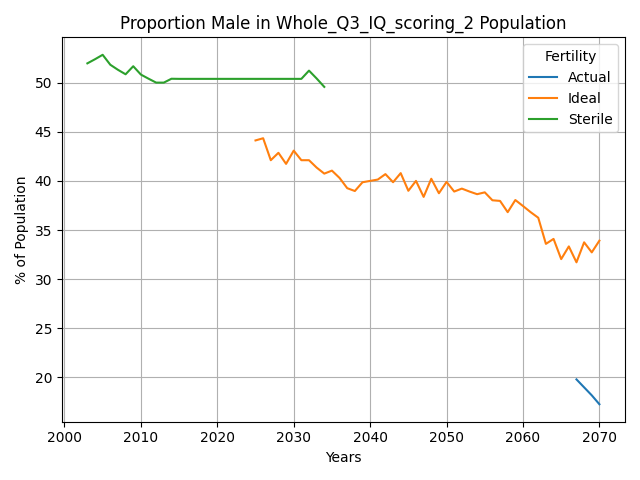 Proportion Male in Whole_Q3_IQ_scoring_2 Population
Fertility
Actual
Ideal
Sterile
% of Population
50
45
40
35
30
25
20
2000 2010 2020 2030 2040 2050 2060 2070
Years